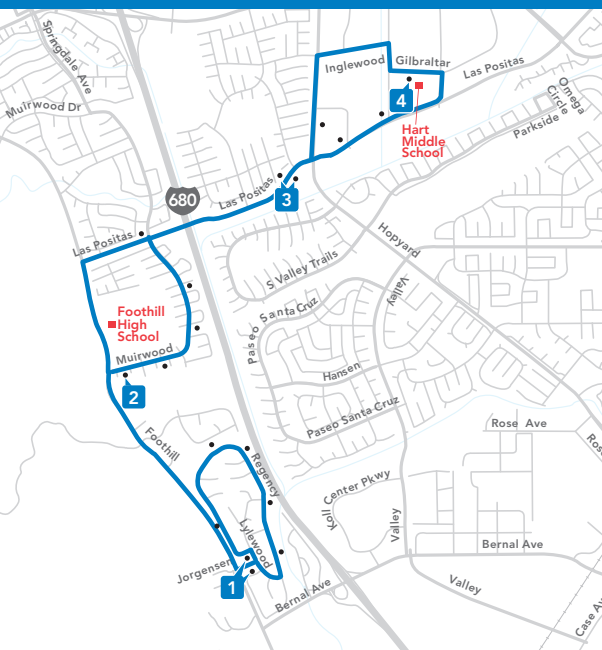 Springdale Ave
Muirwood Dr
Inglewood
Gilbraltar
Las Positas
Omega
Circle
Parkside
4
Hart
Middle
School
680
Las Positas
3
Las Positas
Hopyard
S Valley Trails
Valley
Foothill
High
School
Paseo Santa Cruz
Muirwood
Hansen
2
Paseo Santa Cruz
Rose Ave
Ros
Foothill
Regency
Center Pkwy
Koll
Valley
Lylewood
Bernal Ave
Jorgensen
1
Bernal Ave
Valley
Case Av